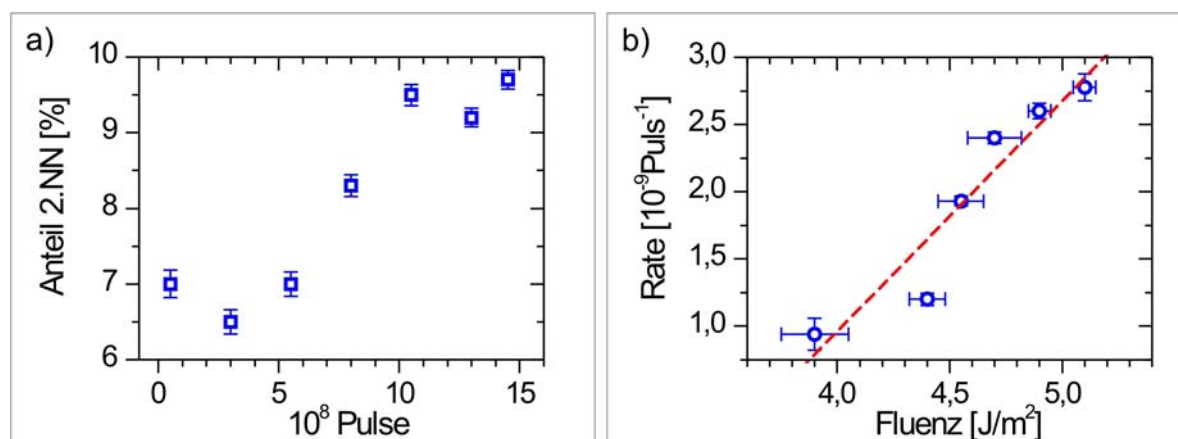 a)
Anteil 2.NN [%]
10
9
8
7
6
0 5 10 15
10⁸ Pulse
b)
Rate [10⁻⁹Puls⁻¹]
3,0
2,5
2,0
1,5
1,0
4,0 4,5 5,0
Fluenz [J/m²]